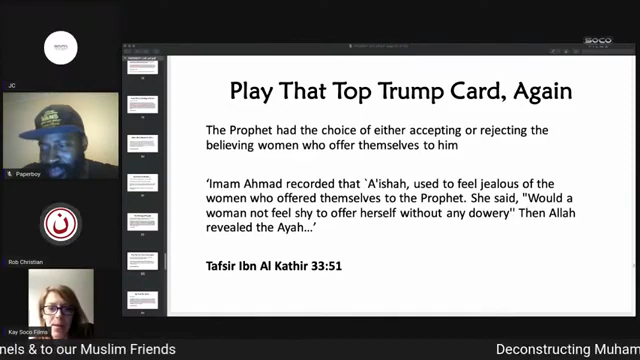 SOCO
FILMS
JC
Play That Top Trump Card, Again
The Prophet had the choice of either accepting or rejecting the
believing women who offer themselves to him
‘Imam Ahmad recorded that `A'ishah, used to feel jealous of the
women who offered themselves to the Prophet. She said, "Would a
woman not feel shy to offer herself without any dowery'' Then Allah
revealed the Ayah...’
Tafsir Ibn Al Kathir 33:51
Paperboy
ن
Rob Christian
Kay Soco Films
nels & to our Muslim Friends
Deconstructing Muham